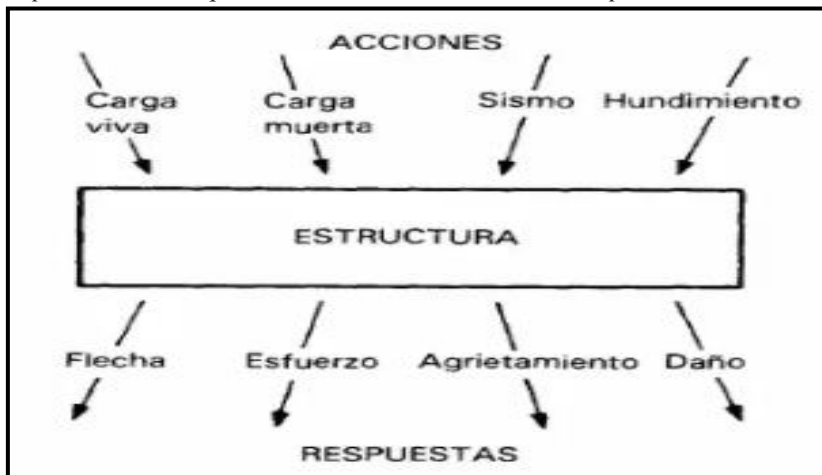 ACCIONES
Carga viva
Carga muerta
Sismo
Hundimiento
ESTRUCTURA
Flecha
Esfuerzo
Agrietamiento
Daño
RESPUESTAS